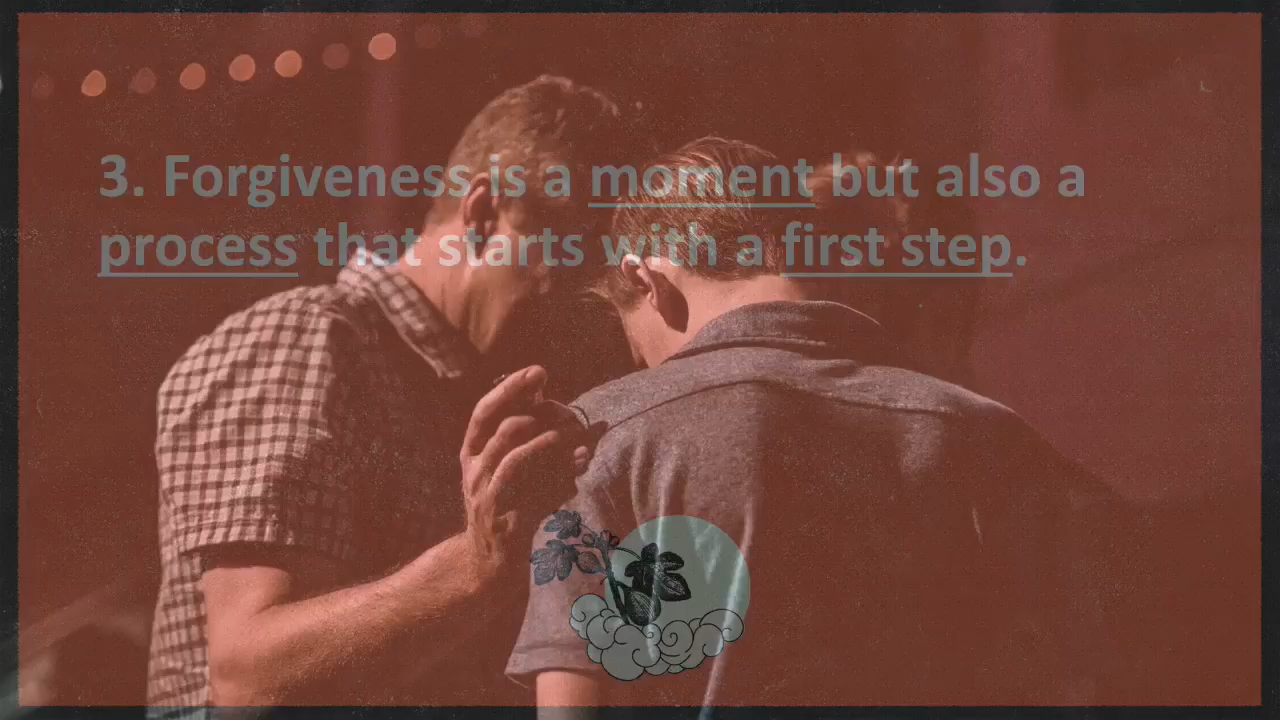 3. Forgiveness is a moment but also a
process that starts with a first step.